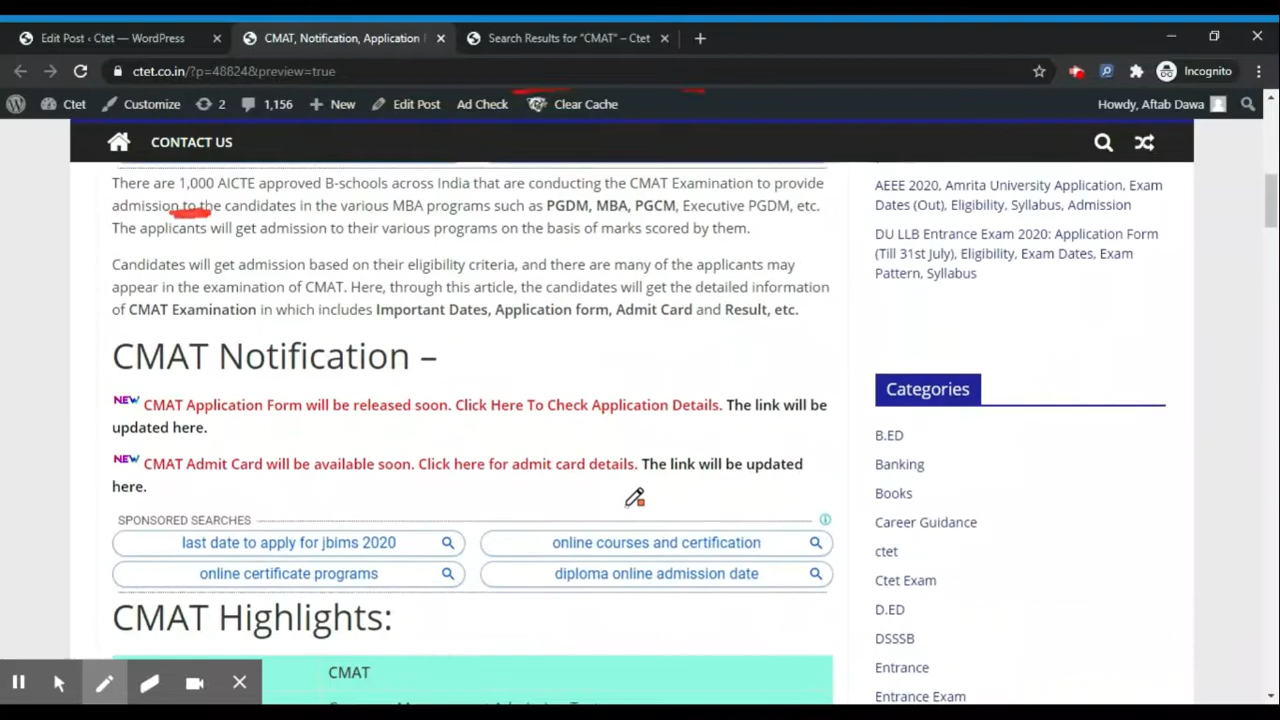 Edit Post ‹ Ctet — WordPress
CMAT, Notification, Application
Search Results for "CMAT" – Ctet
ctet.co.in/?p=48824&preview=true
Incognito
Ctet
Customize
2
1,156
New
Edit Post
Ad Check
Clear Cache
Howdy, Aftab Dawa
CONTACT US
There are 1,000 AICTE approved B-schools across India that are conducting the CMAT Examination to provide
admission to the candidates in the various MBA programs such as PGDM, MBA, PGCM, Executive PGDM, etc.
The applicants will get admission to their various programs on the basis of marks scored by them.
Candidates will get admission based on their eligibility criteria, and there are many of the applicants may
appear in the examination of CMAT. Here, through this article, the candidates will get the detailed information
of CMAT Examination in which includes Important Dates, Application form, Admit Card and Result, etc.
CMAT Notification –
NEW CMAT Application Form will be released soon. Click Here To Check Application Details. The link will be
updated here.
NEW CMAT Admit Card will be available soon. Click here for admit card details. The link will be updated
here.
SPONSORED SEARCHES
last date to apply for jbims 2020
online courses and certification
online certificate programs
diploma online admission date
CMAT Highlights:
CMAT
AEEE 2020, Amrita University Application, Exam
Dates (Out), Eligibility, Syllabus, Admission
DU LLB Entrance Exam 2020: Application Form
(Till 31st July), Eligibility, Exam Dates, Exam
Pattern, Syllabus
Categories
B.ED
Banking
Books
Career Guidance
ctet
Ctet Exam
D.ED
DSSSB
Entrance
Entrance Exam